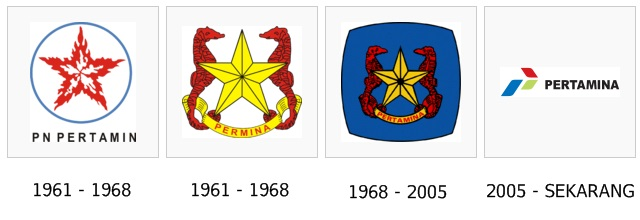 PN PERTAMIN
PERMINA
PERTAMINA
PERTAMINA
1961 - 1968
1961 - 1968
1968 - 2005
2005 - SEKARANG